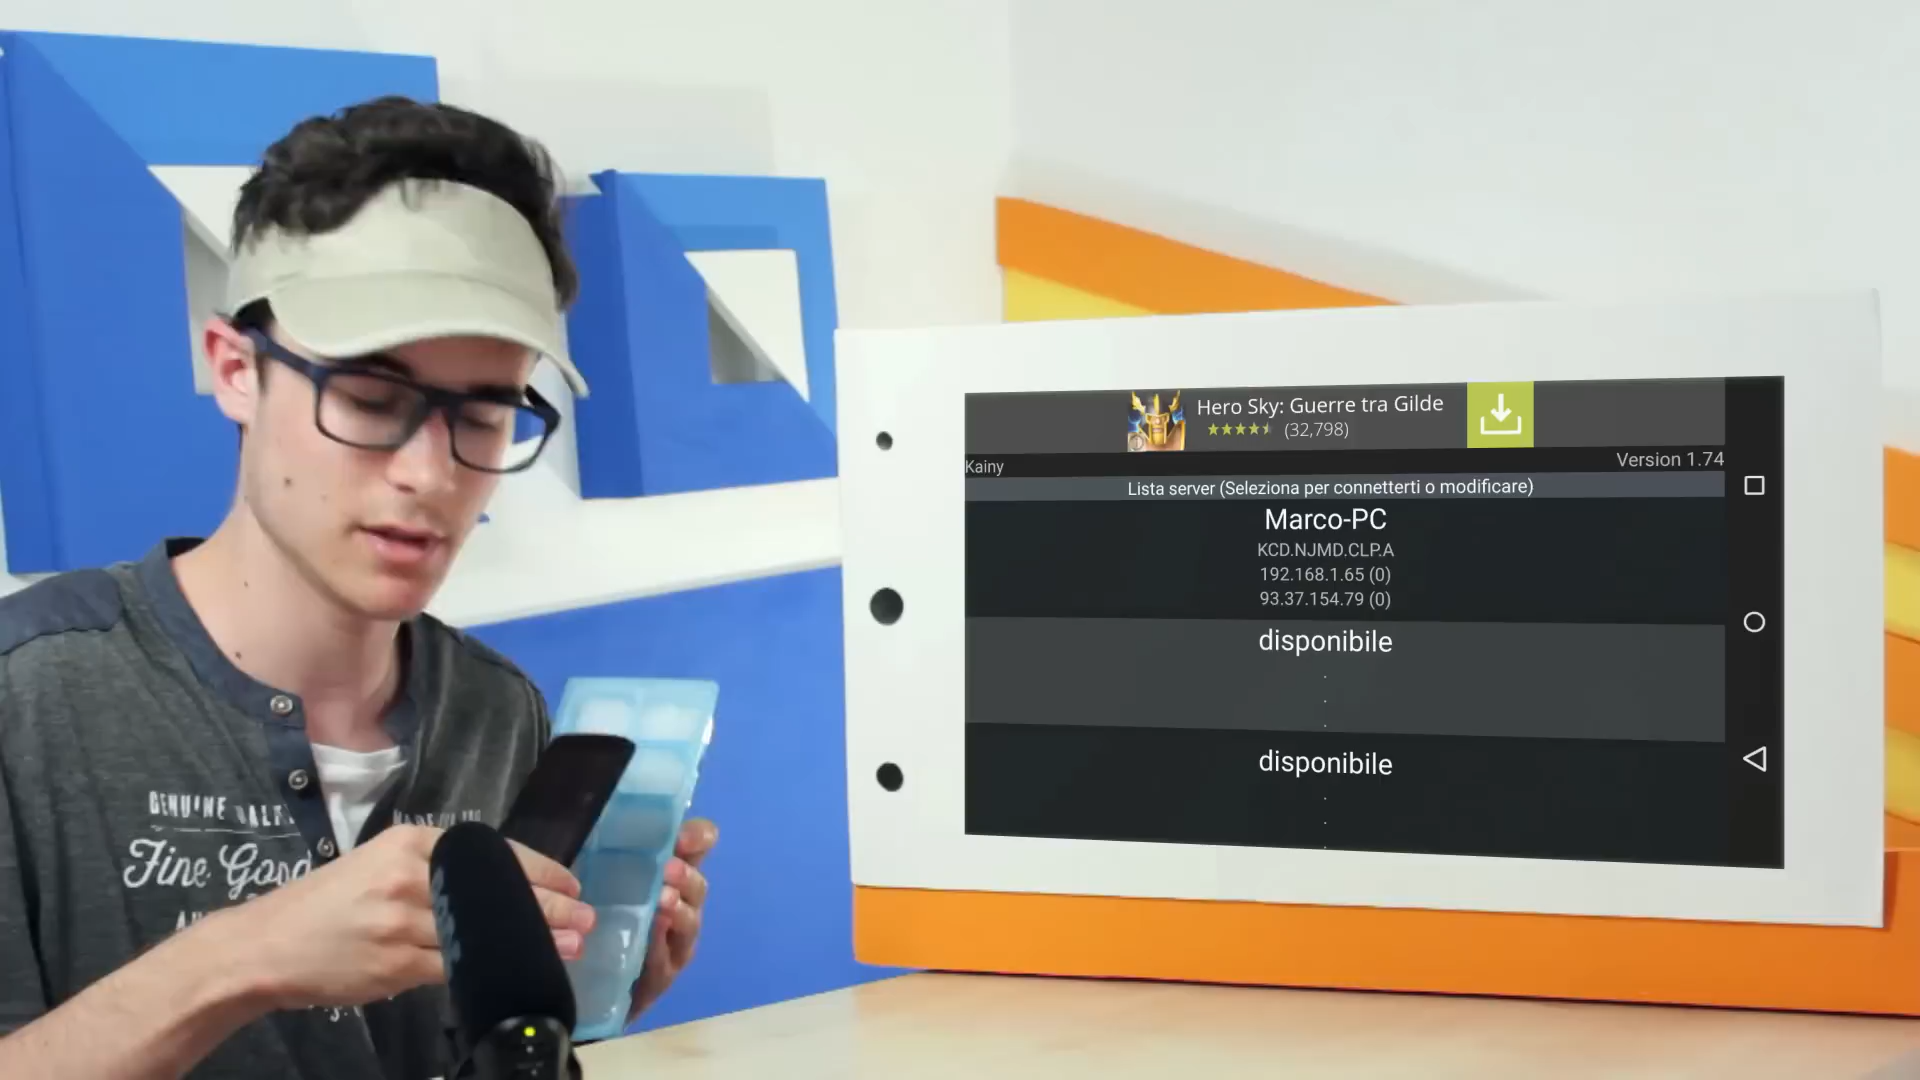 Hero Sky: Guerre tra Gilde
(32,798)
Kainy
Version 1.74
Lista server (Seleziona per connetterti o modificare)
Marco-PC
KCD.NJMD.CLP.A
192.168.1.65 (0)
93.37.154.79 (0)
disponibile
.
.
.
disponibile
.
.
.
GENUINE
Fine Good